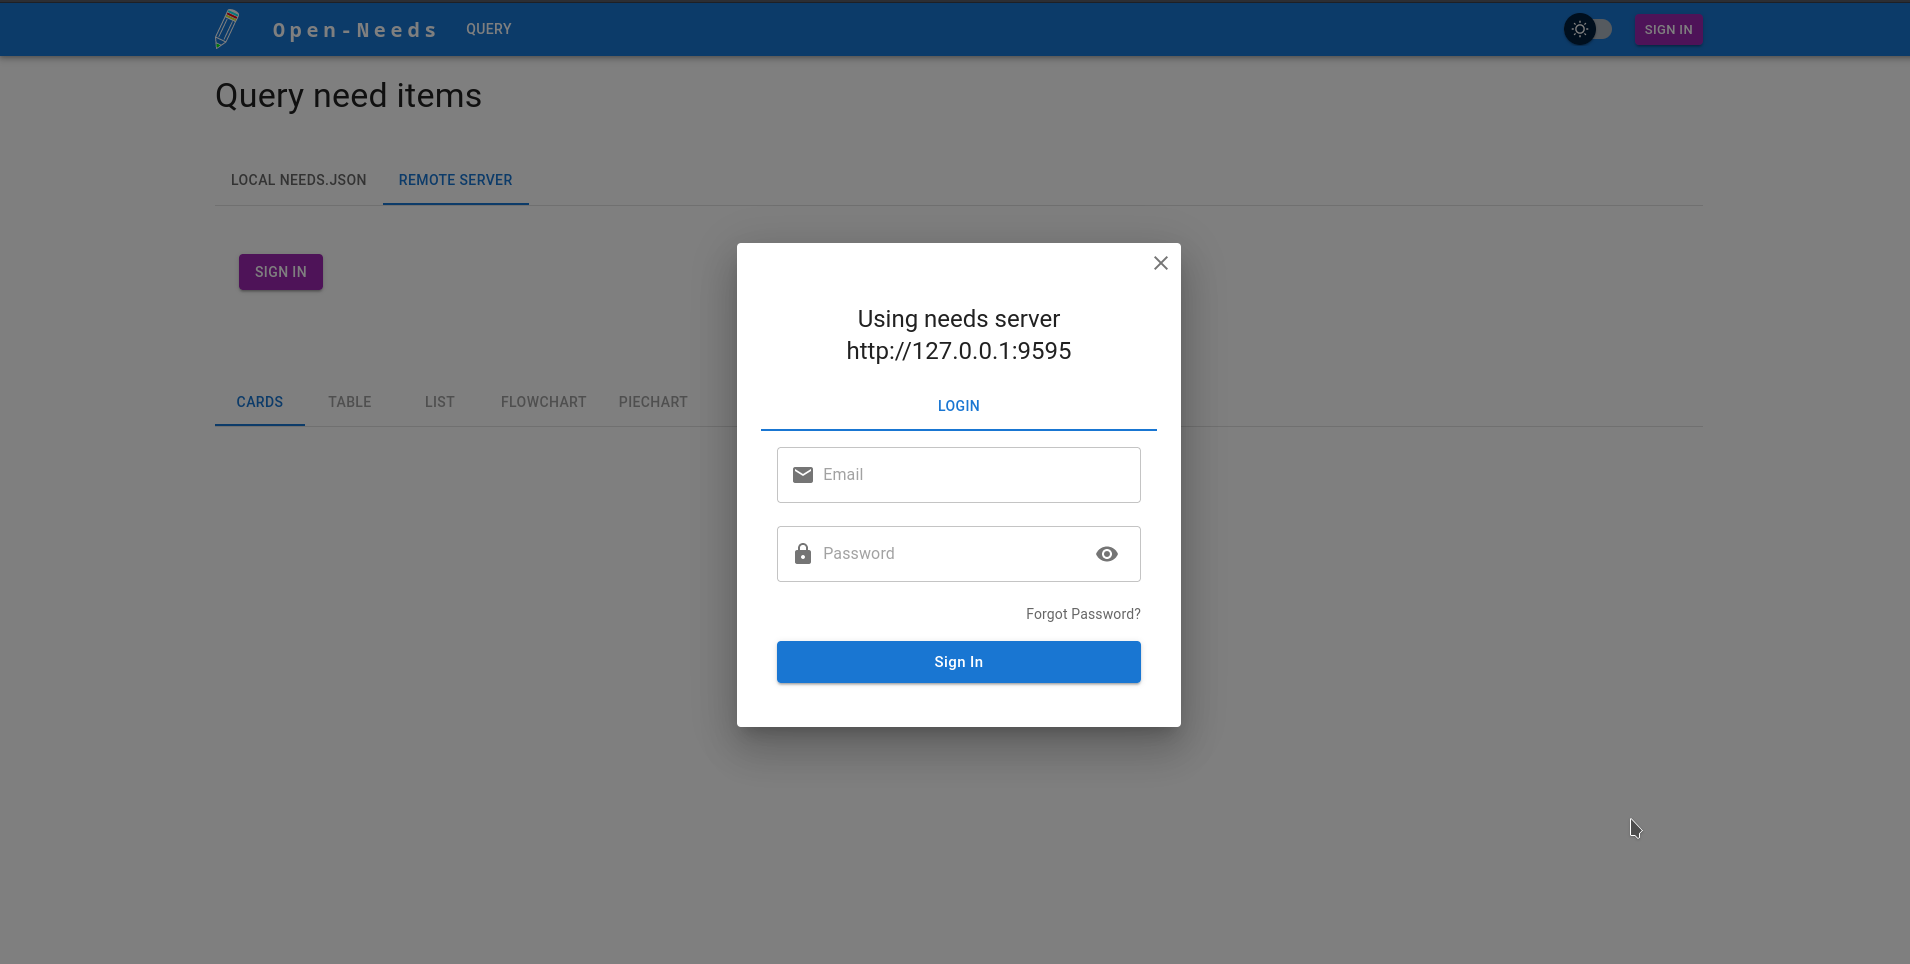 Open-Needs
QUERY
SIGN IN
Query need items
LOCAL NEEDS.JSON
REMOTE SERVER
SIGN IN
CARDS
TABLE
LIST
FLOWCHART
PIECHART
Using needs server
http://127.0.0.1:9595
LOGIN
Email
Password
Forgot Password?
Sign In